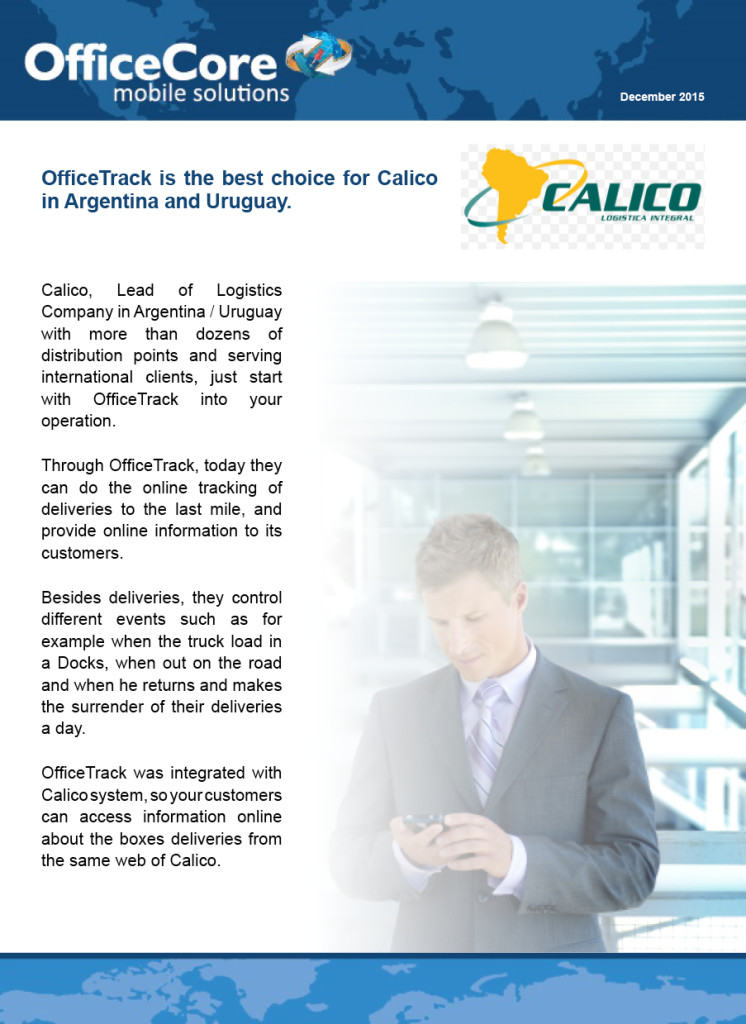 OfficeCore
mobile solutions
December 2015
OfficeTrack is the best choice for Calico
in Argentina and Uruguay.
CALICO
LOGISTICA INTEGRAL
Calico, Lead of Logistics
Company in Argentina / Uruguay
with more than dozens of
distribution points and serving
international clients, just start
with OfficeTrack into your
operation.
Through OfficeTrack, today they
can do the online tracking of
deliveries to the last mile, and
provide online information to its
customers.
Besides deliveries, they control
different events such as for
example when the truck load in
a Docks, when out on the road
and when he returns and makes
the surrender of their deliveries
a day.
OfficeTrack was integrated with
Calico system, so your customers
can access information online
about the boxes deliveries from
the same web of Calico.